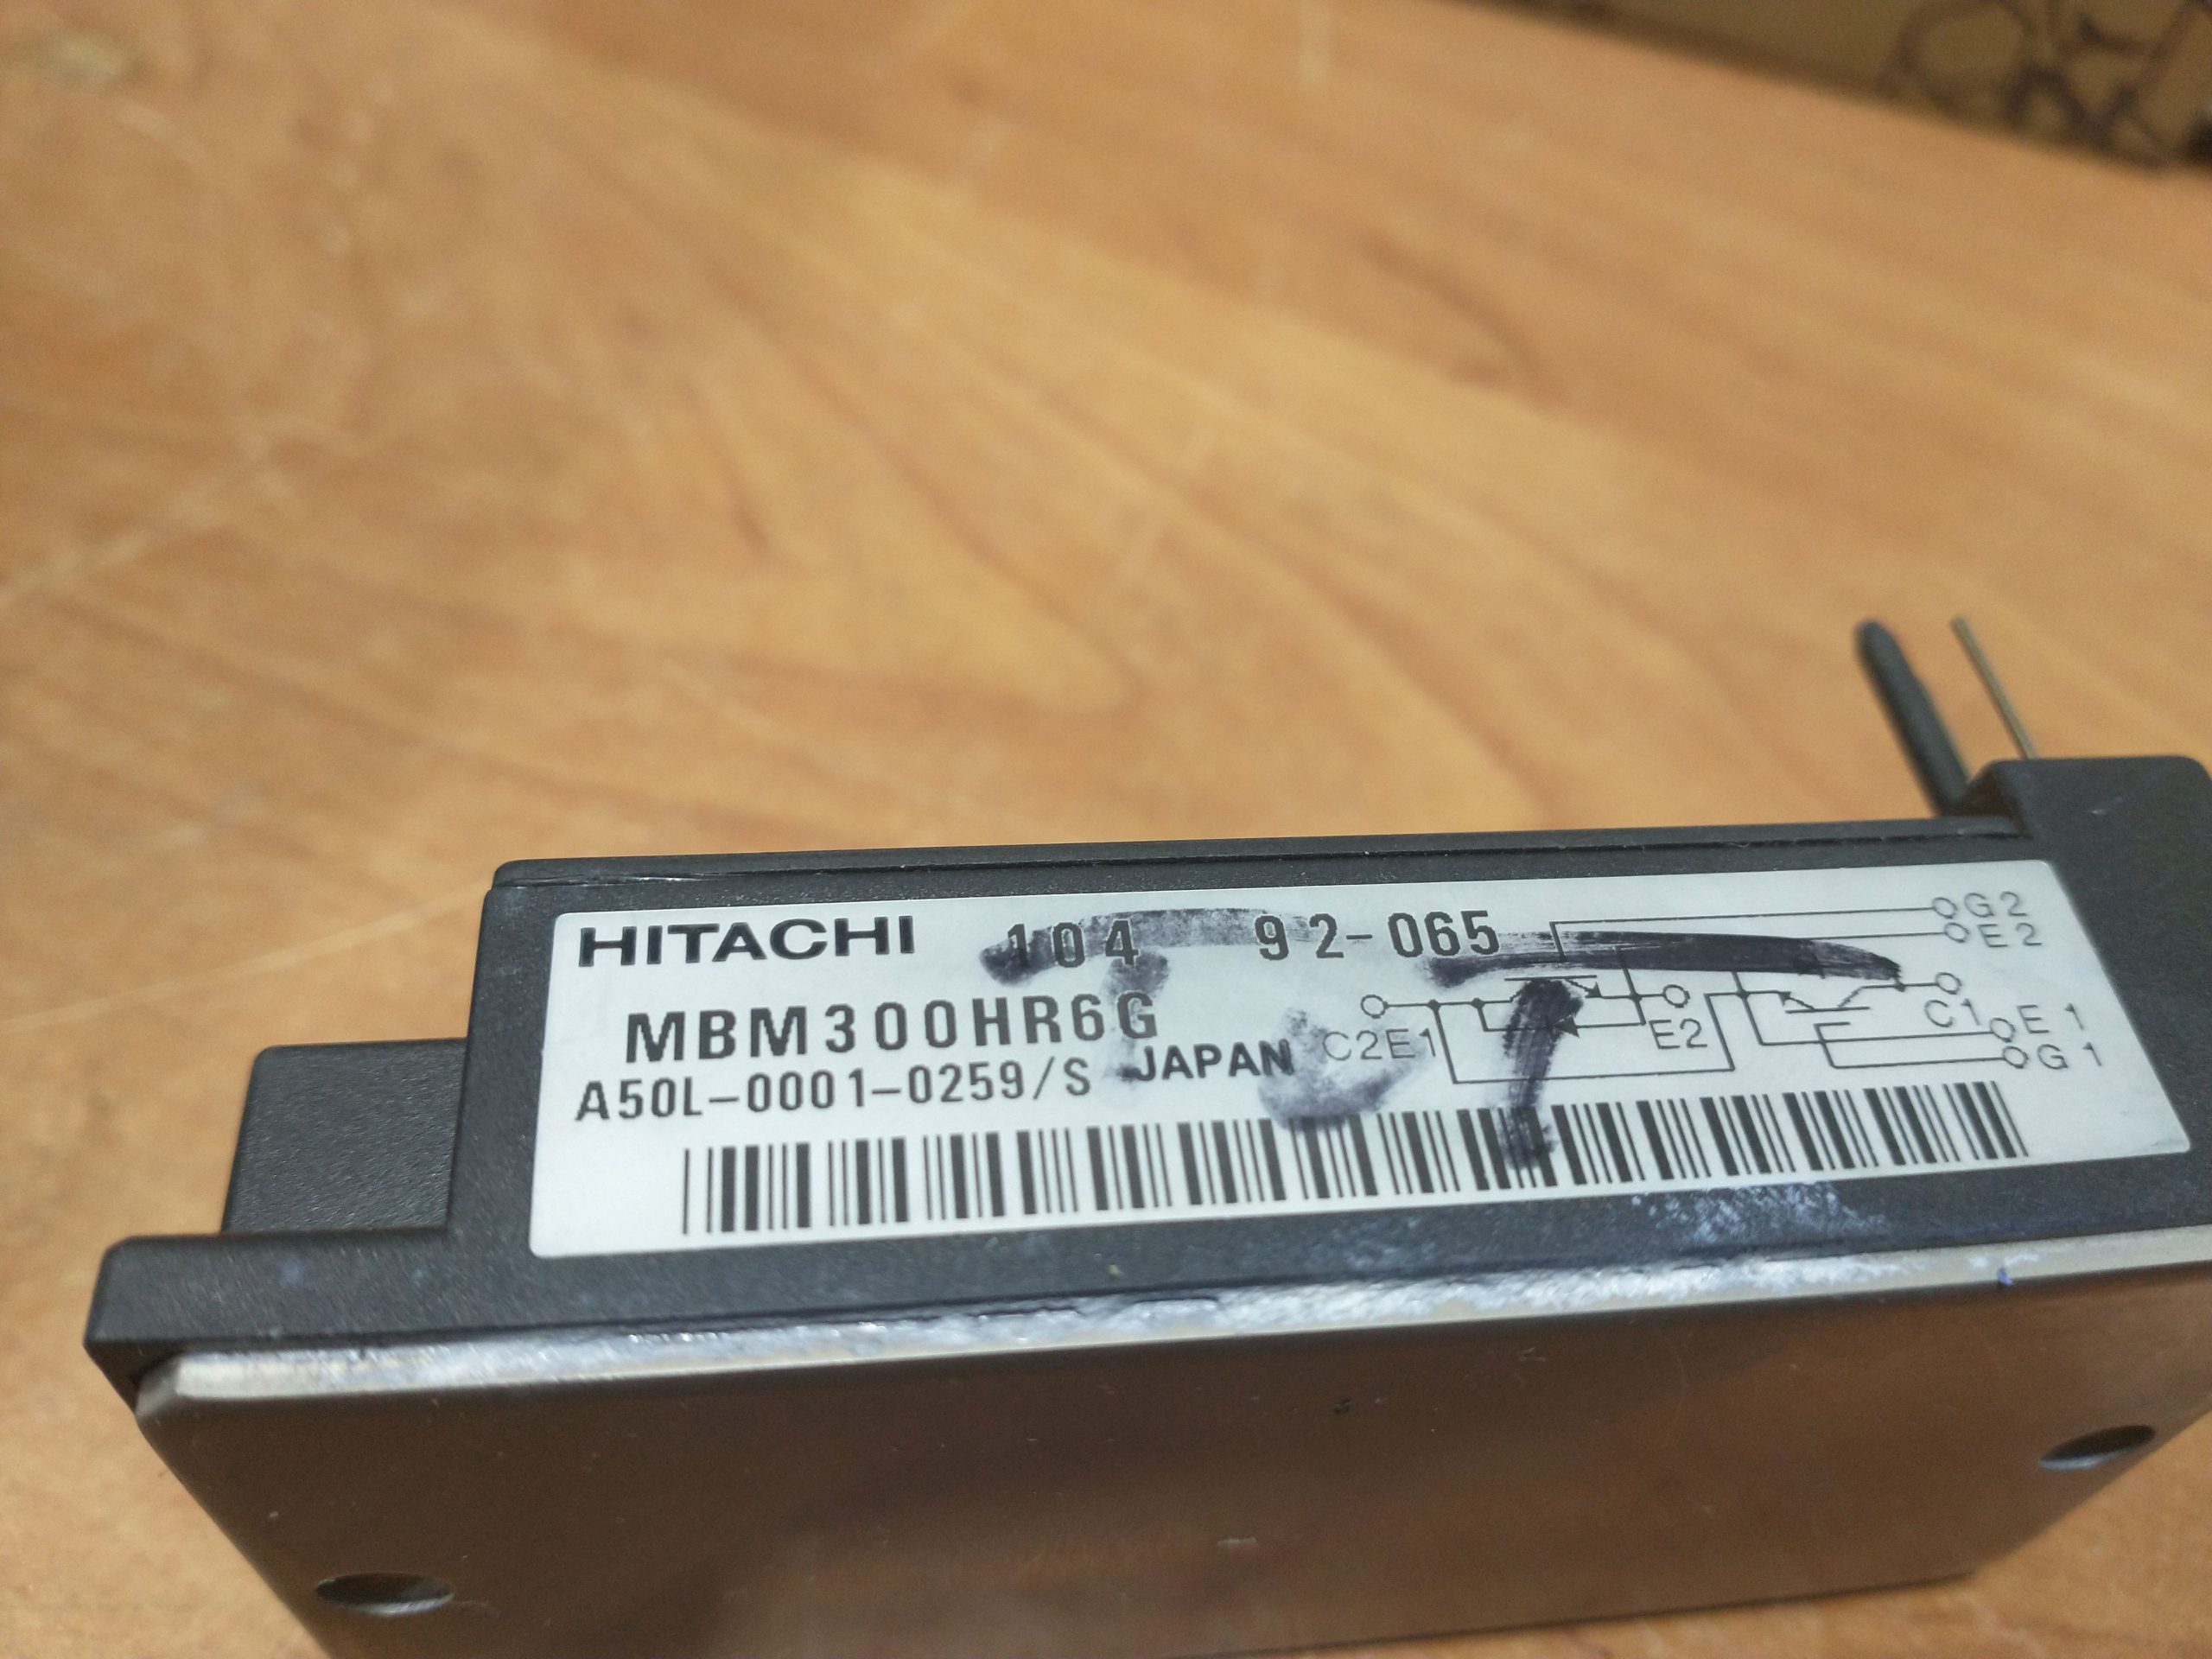 HITACHI 104 92-065
MBM300HR6G
A50L-0001-0259/S JAPAN
G2
E2
C2E1 E2 C1 E1
G1